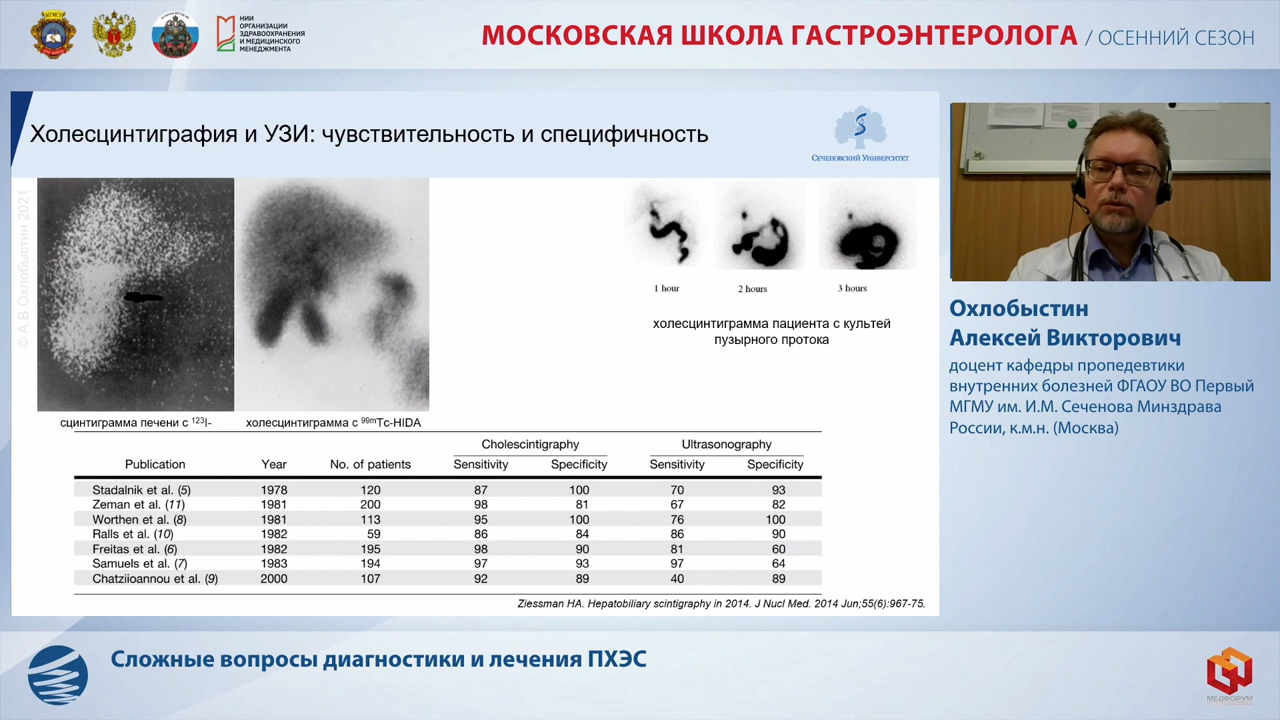 НИИ
ОРГАНИЗАЦИИ
ЗДРАВООХРАНЕНИЯ
И МЕДИЦИНСКОГО
МЕНЕДЖМЕНТА
МОСКОВСКАЯ ШКОЛА ГАСТРОЭНТЕРОЛОГА / ОСЕННИЙ СЕЗОН
Холесцинтиграфия и УЗИ: чувствительность и специфичность
СЕЧЕНОВСКИЙ УНИВЕРСИТЕТ
© А.В.Охлобыстин 2021
1 hour 2 hours 3 hours
холесцинтиграмма пациента с культей
пузырного протока
сцинтиграмма печени с 123I- холесцинтиграмма с 99mTc-HIDA
Cholescintigraphy Ultrasonography
Publication Year No. of patients Sensitivity Specificity Sensitivity Specificity
Stadalnik et al. (5) 1978 120 87 100 70 93
Zeman et al. (11) 1981 200 98 81 67 82
Worthen et al. (8) 1981 113 95 100 76 100
Ralls et al. (10) 1982 59 86 84 86 90
Freitas et al. (6) 1982 195 98 90 81 60
Samuels et al. (7) 1983 194 97 93 97 64
Chatziioannou et al. (9) 2000 107 92 89 40 89
Ziessman HA. Hepatobiliary scintigraphy in 2014. J Nucl Med. 2014 Jun;55(6):967-75.
Охлобыстин
Алексей Викторович
доцент кафедры пропедевтики
внутренних болезней ФГАОУ ВО Первый
МГМУ им. И.М. Сеченова Минздрава
России, к.м.н. (Москва)
Сложные вопросы диагностики и лечения ПХЭС
МЕДФОРУМ